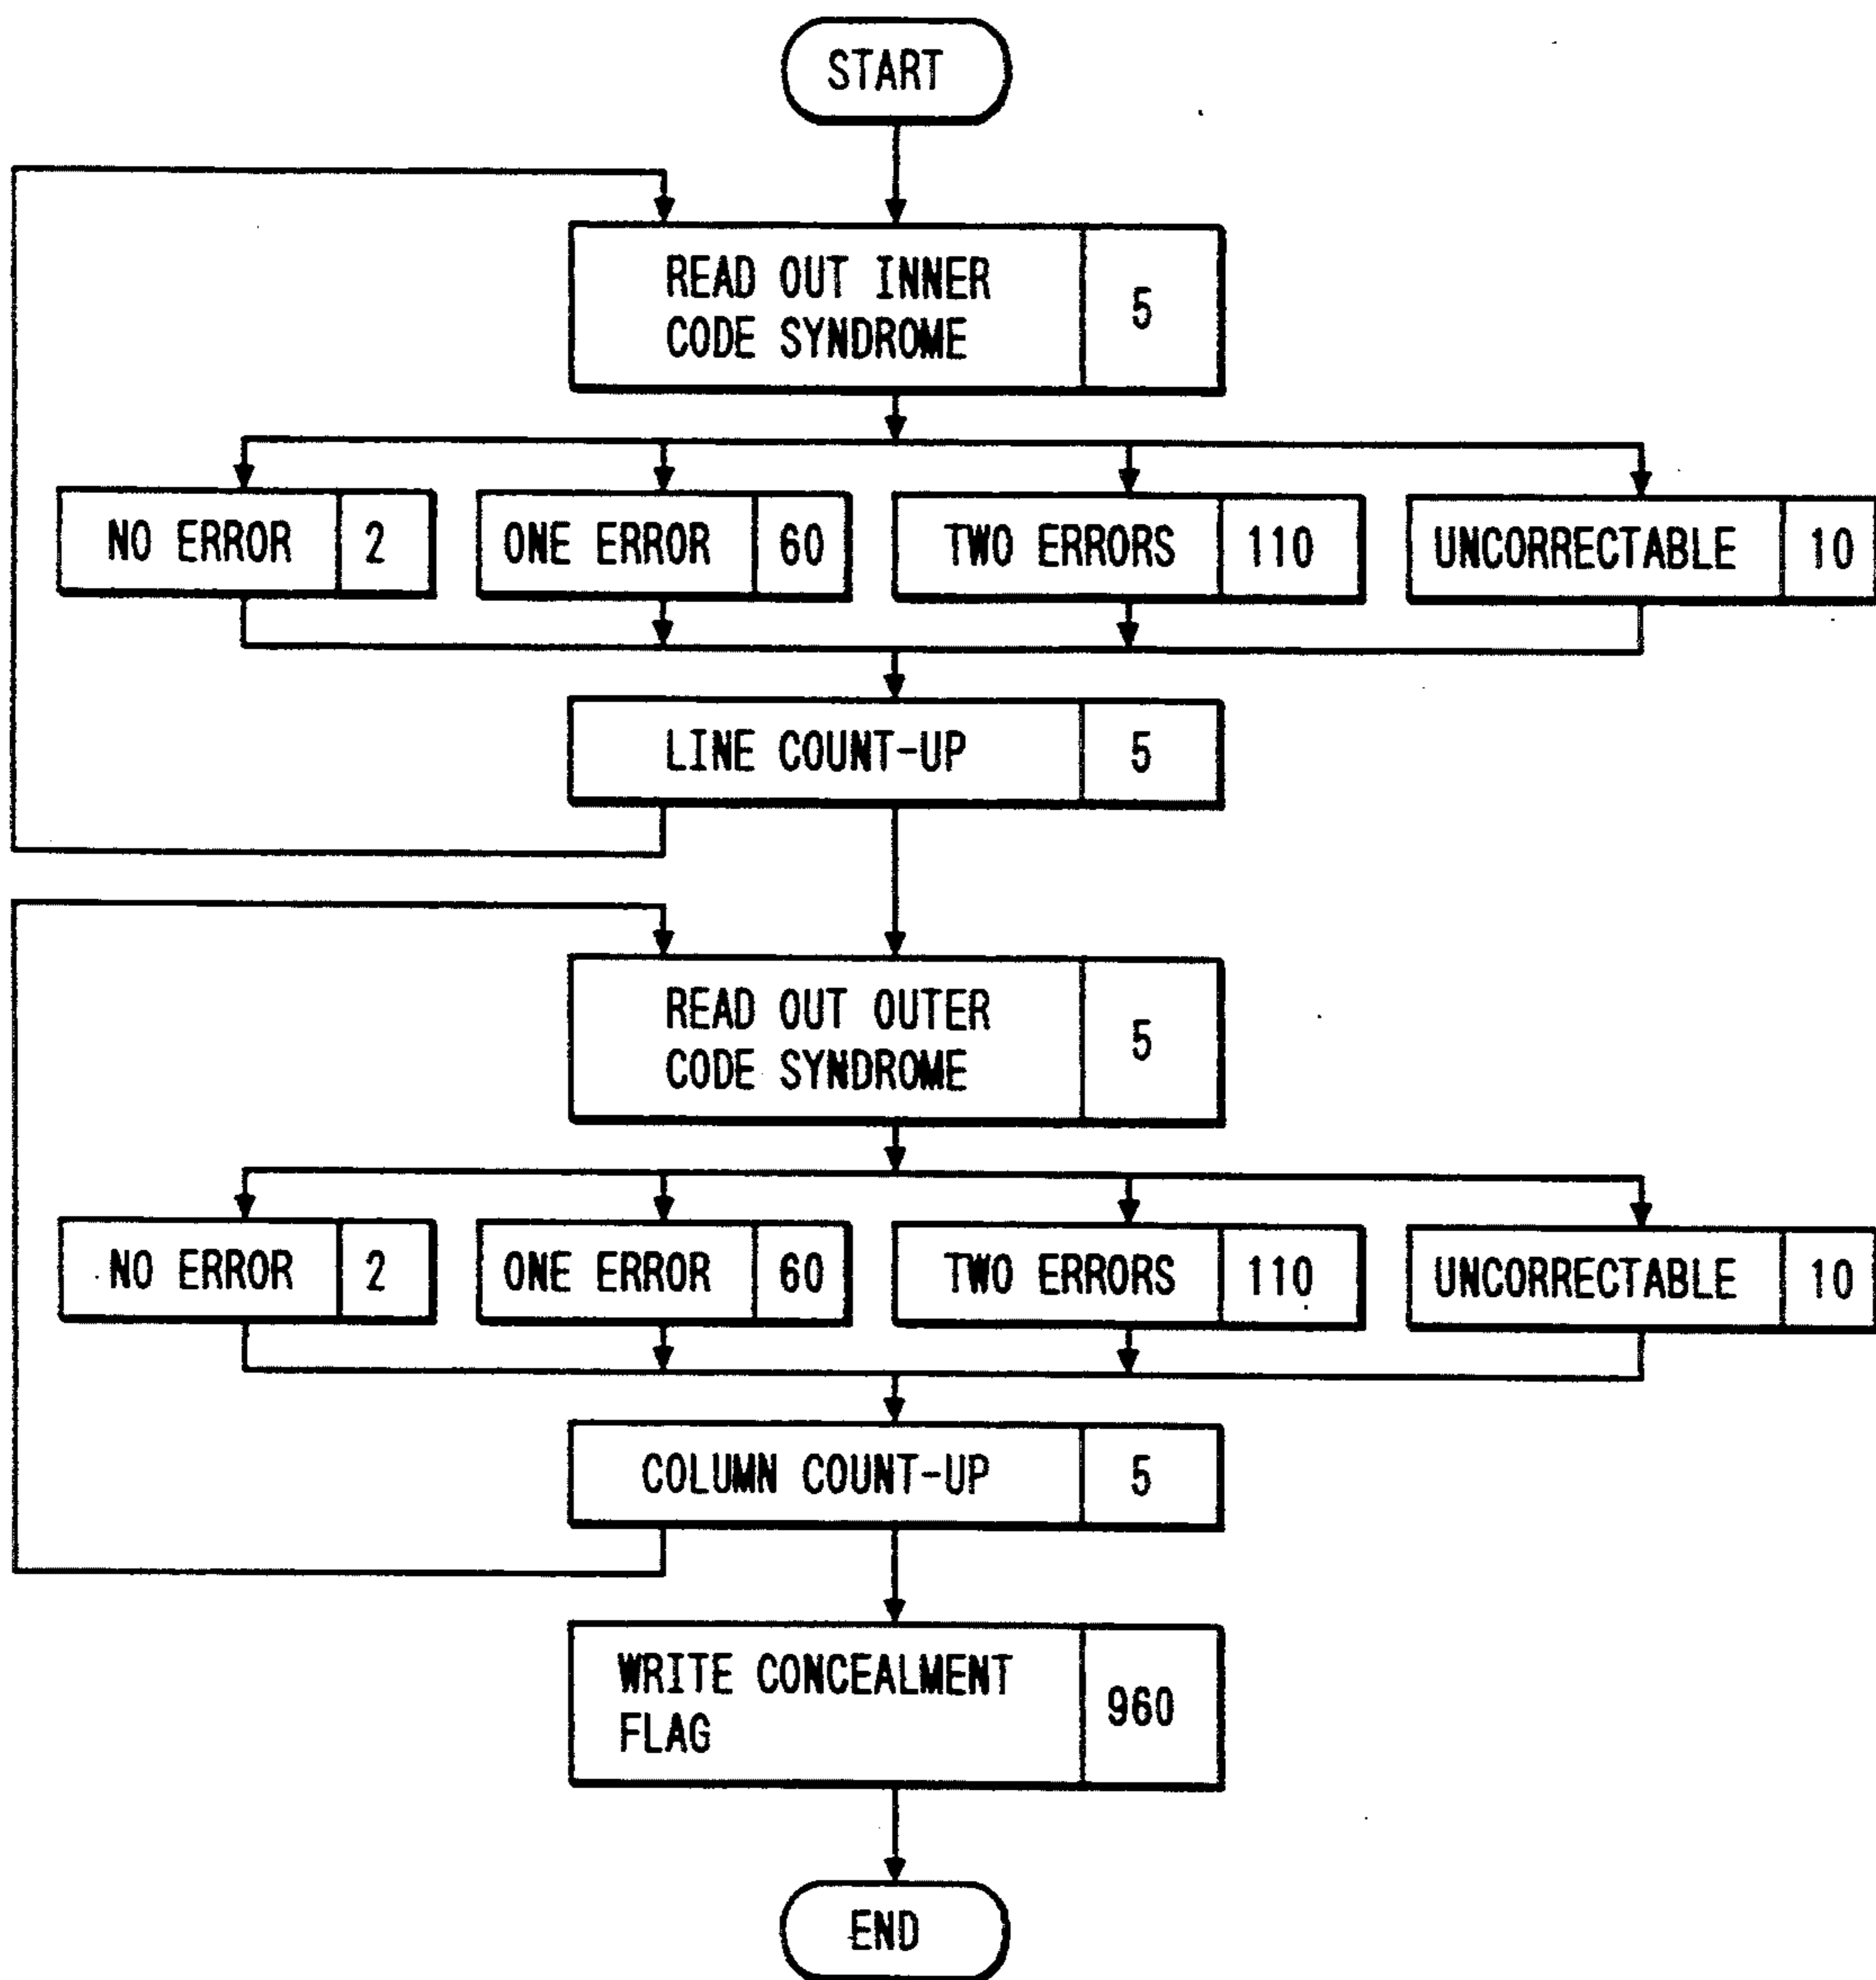 START
READ OUT INNER
CODE SYNDROME
5
NO ERROR 2
ONE ERROR 60
TWO ERRORS 110
UNCORRECTABLE 10
LINE COUNT-UP 5
READ OUT OUTER
CODE SYNDROME
5
NO ERROR 2
ONE ERROR 60
TWO ERRORS 110
UNCORRECTABLE 10
COLUMN COUNT-UP 5
WRITE CONCEALMENT
FLAG
960
END